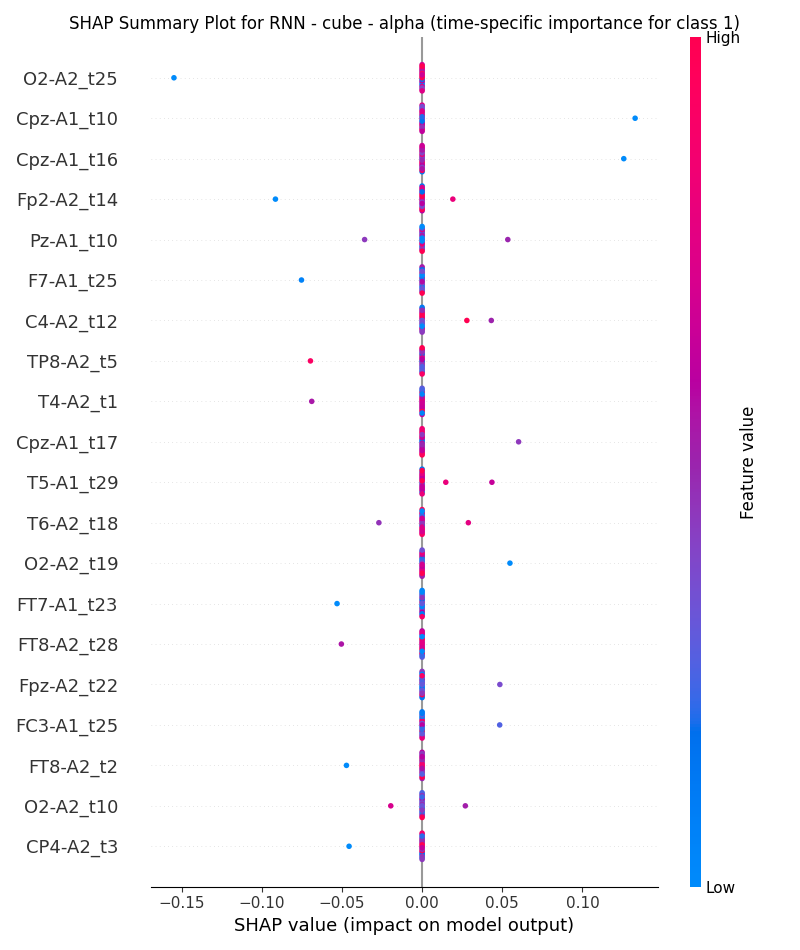 SHAP Summary Plot for RNN - cube - alpha (time-specific importance for class 1)
High
O2-A2_t25
Cpz-A1_t10
Cpz-A1_t16
Fp2-A2_t14
Pz-A1_t10
F7-A1_t25
C4-A2_t12
TP8-A2_t5
T4-A2_t1
Cpz-A1_t17
T5-A1_t29
T6-A2_t18
O2-A2_t19
FT7-A1_t23
FT8-A2_t28
Fpz-A2_t22
FC3-A1_t25
FT8-A2_t2
O2-A2_t10
CP4-A2_t3
Feature value
Low
−0.15 −0.10 −0.05 0.00 0.05 0.10
SHAP value (impact on model output)